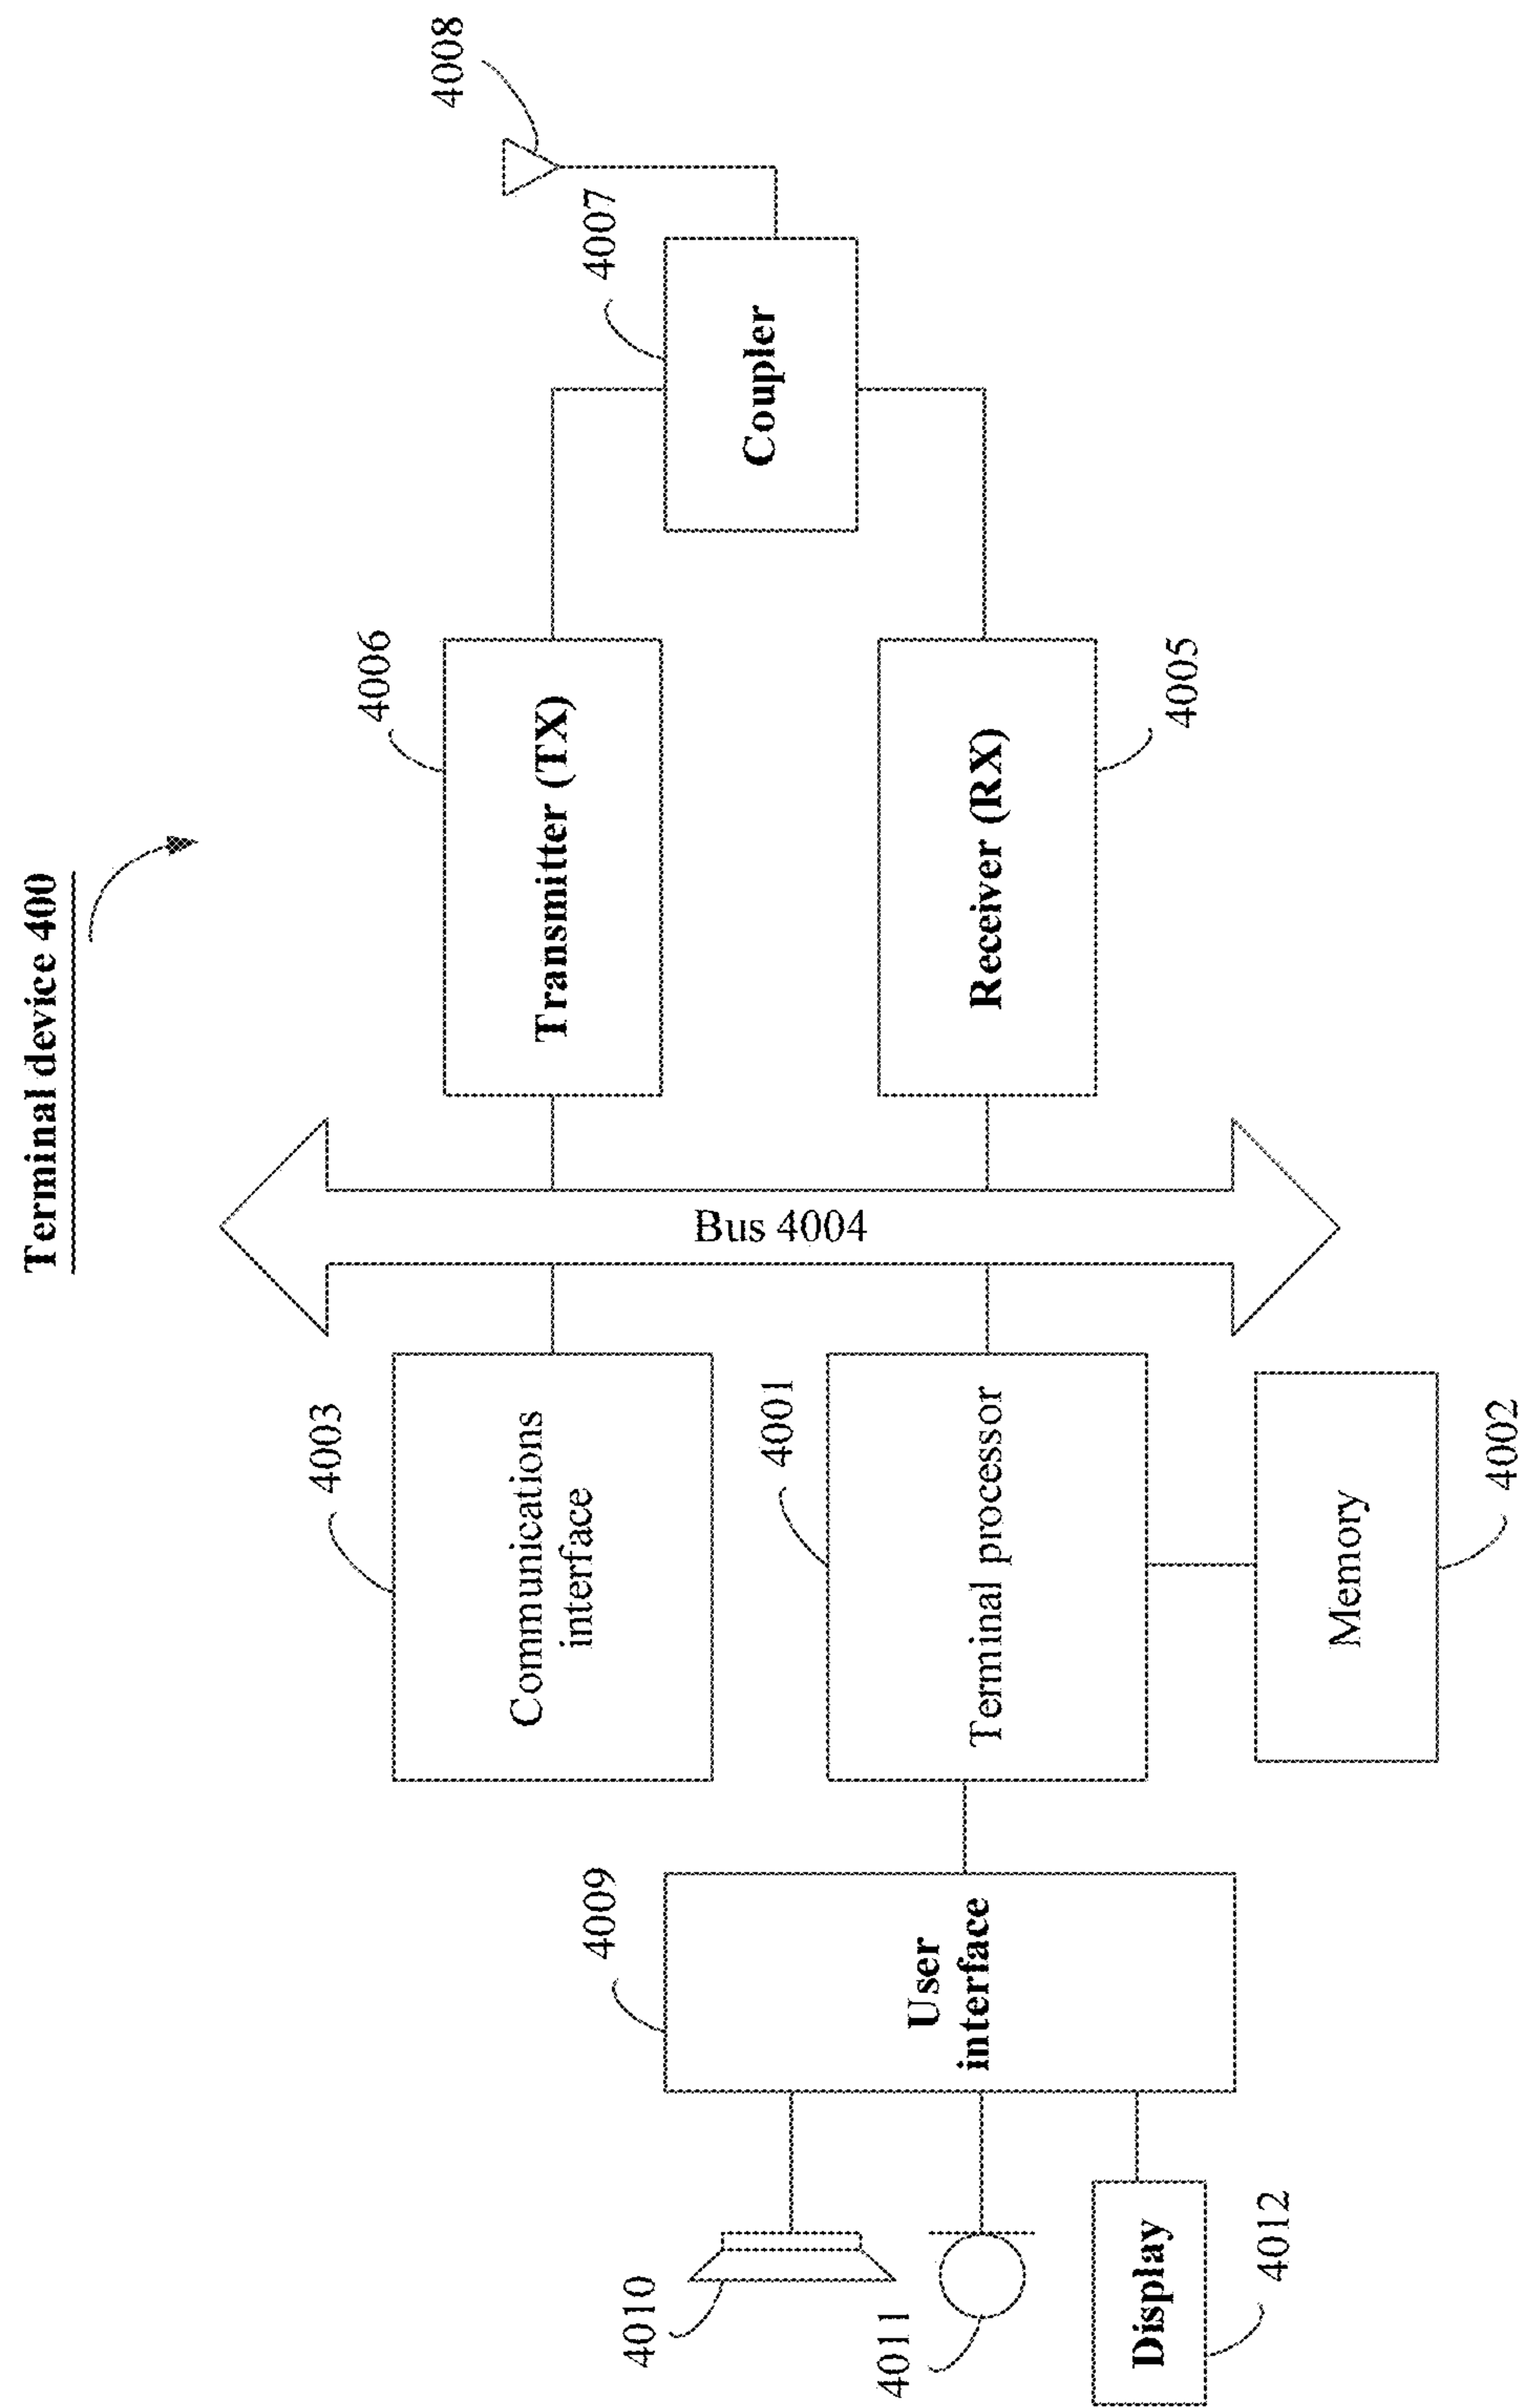 Terminal device 400
4003
Communications
interface
4006
Transmitter (TX)
4008
4007
Coupler
4009
User
interface
4010
4011
Display
4012
4001
Terminal processor
Bus 4004
Receiver (RX)
4005
Memory
4002